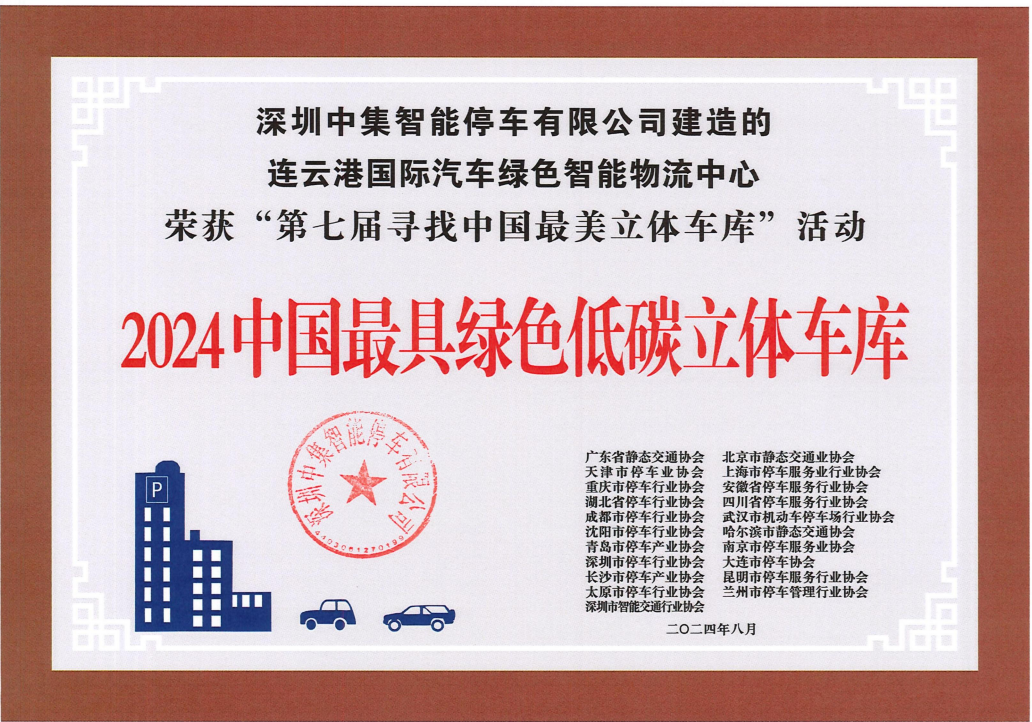 深圳中集智能停车有限公司建造的
连云港国际汽车绿色智能物流中心
荣获“第七届寻找中国最美立体车库”活动
2024中国最具绿色低碳立体车库
深圳中集智能停车有限公司
4403061270199
P
广东省静态交通协会 北京市静态交通业协会
天津市停车业协会 上海市停车服务业行业协会
重庆市停车行业协会 安徽省停车服务行业协会
湖北省停车行业协会 四川省停车服务行业协会
成都市停车行业协会 武汉市机动车停车场行业协会
沈阳市停车行业协会 哈尔滨市静态交通协会
青岛市停车产业协会 南京市停车服务业协会
深圳市停车行业协会 大连市停车协会
长沙市停车产业协会 昆明市停车服务行业协会
太原市停车行业协会 兰州市停车管理行业协会
深圳市智能交通行业协会
二〇二四年八月